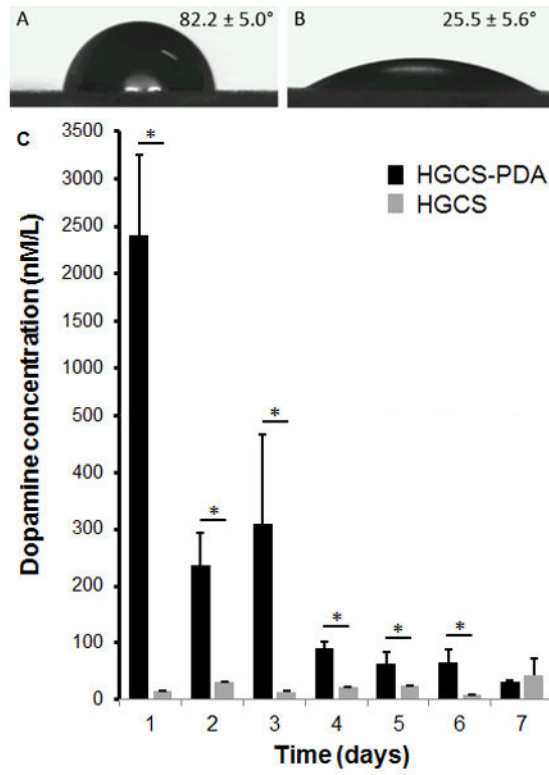 A
82.2 ± 5.0°
B
25.5 ± 5.6°
C
Dopamine concentration (nM/L)
3500
3000
2500
2000
1500
1000
500
400
300
200
100
0
*
*
*
*
*
*
HGCS-PDA
HGCS
1 2 3 4 5 6 7
Time (days)